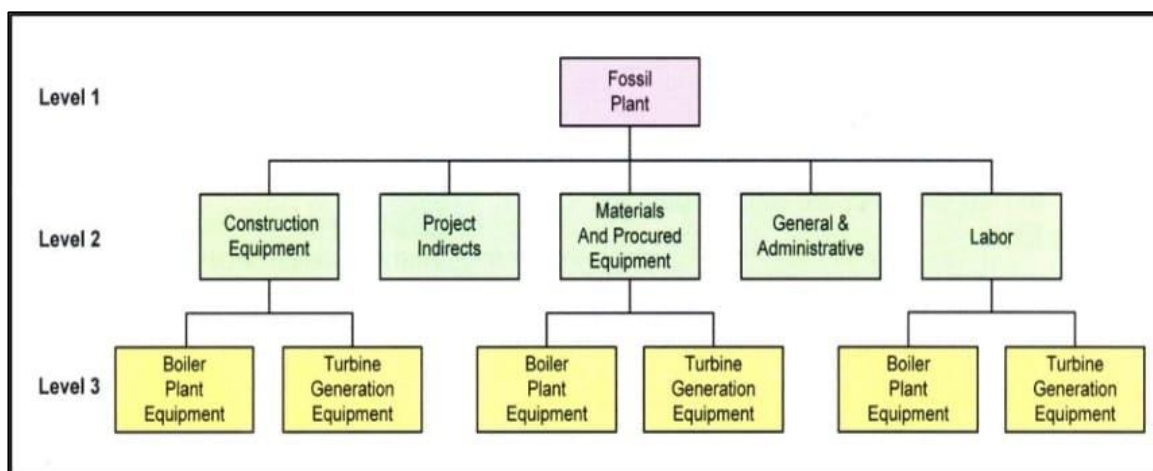 Level 1
Fossil
Plant
Level 2
Construction
Equipment
Project
Indirects
Materials
And Procured
Equipment
General &
Administrative
Labor
Level 3
Boiler
Plant
Equipment
Turbine
Generation
Equipment
Boiler
Plant
Equipment
Turbine
Generation
Equipment
Boiler
Plant
Equipment
Turbine
Generation
Equipment